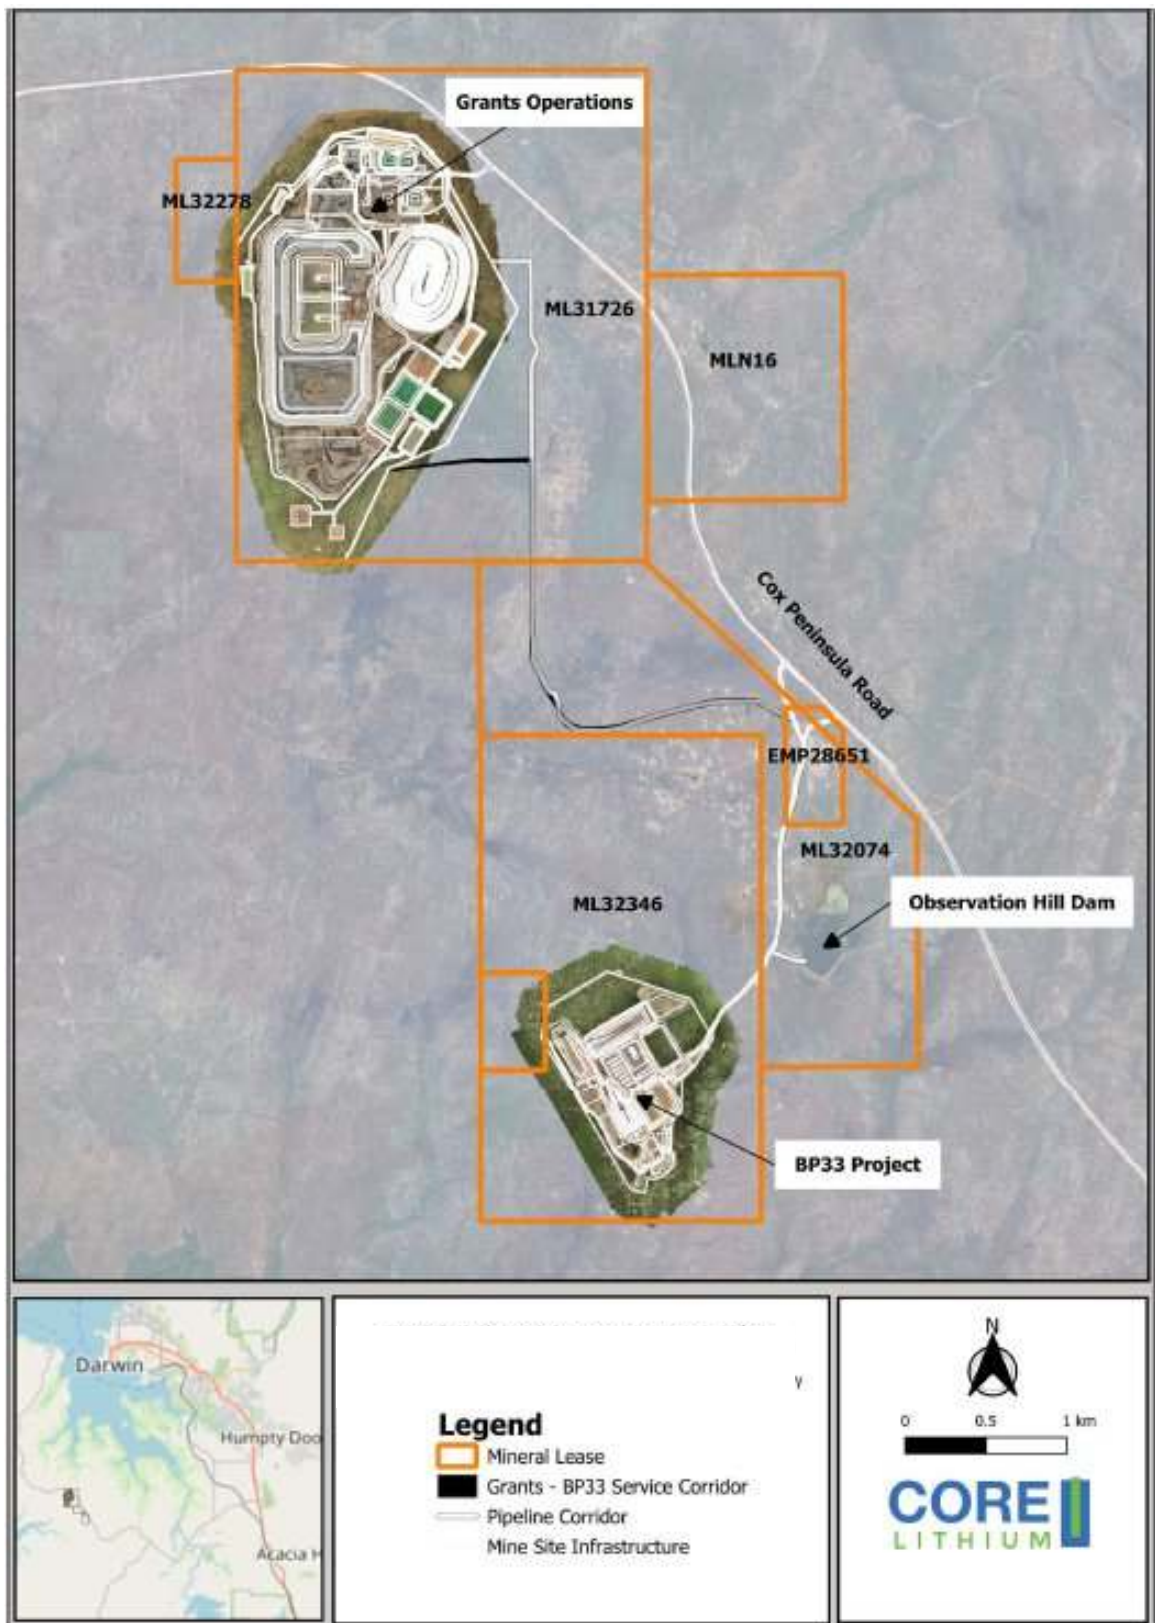 Grants Operations
ML32278
ML31726
MLN16
Cox Peninsula Road
EMP28651
ML32074
ML32346
Observation Hill Dam
BP33 Project
Darwin
Humpty Doo
Acacia H
y
Legend
Mineral Lease
Grants - BP33 Service Corridor
Pipeline Corridor
Mine Site Infrastructure
N
0 0.5 1 km
CORE
LITHIUM